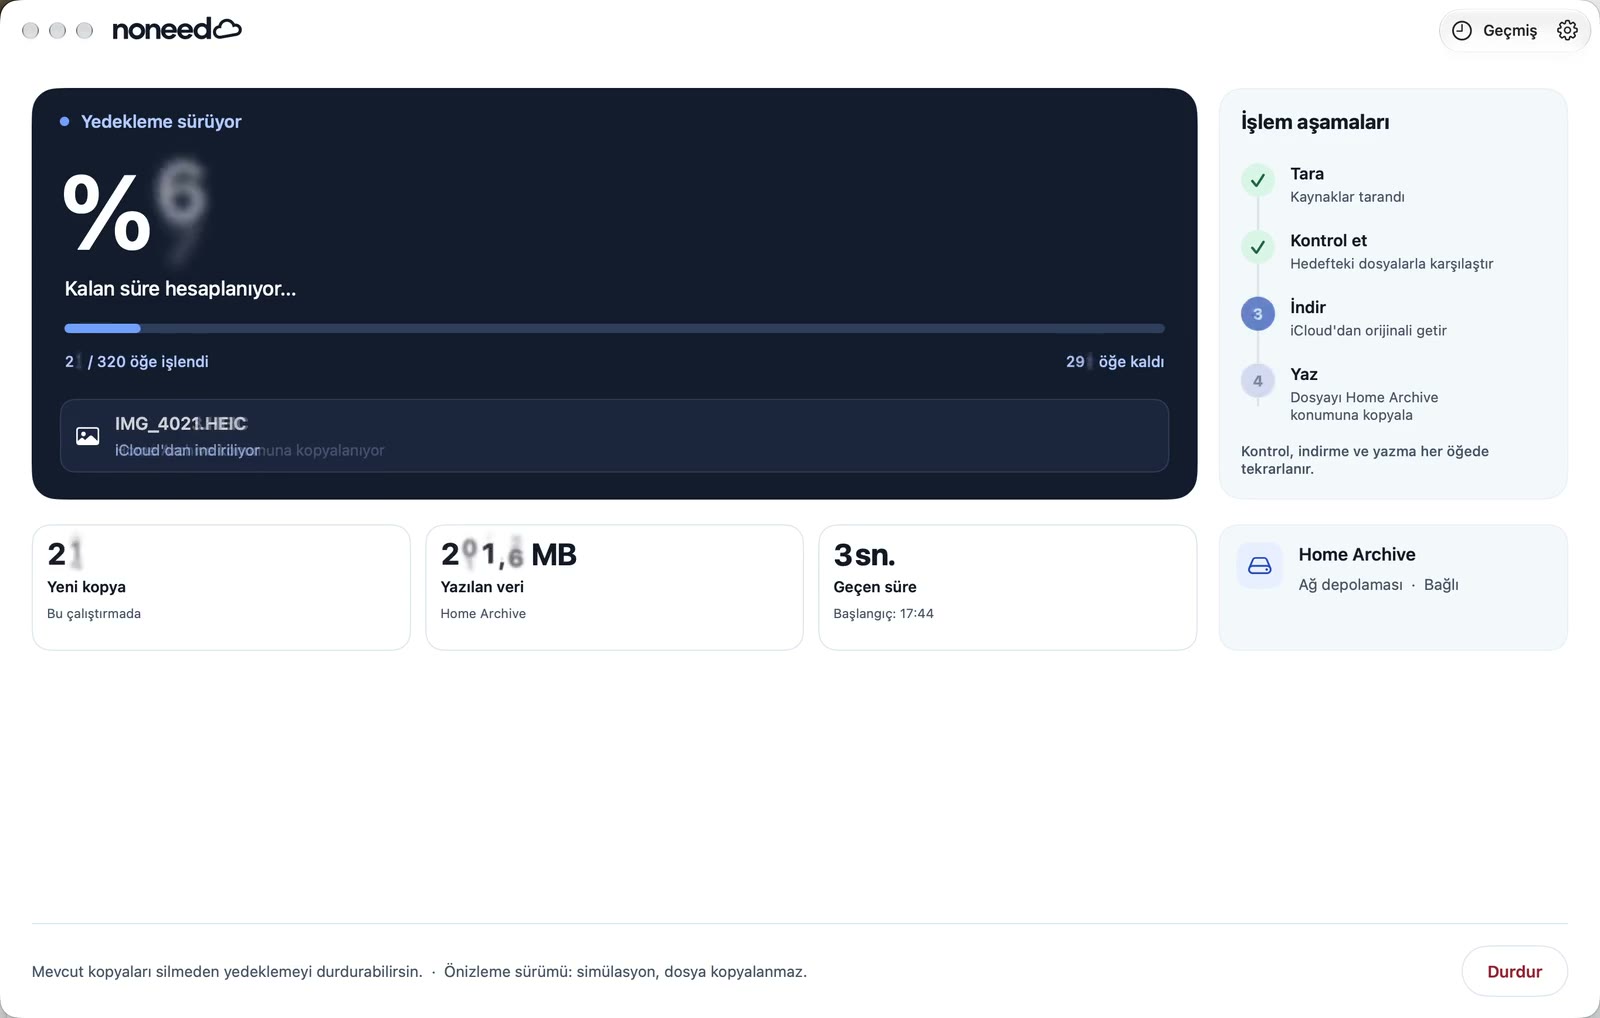 noneed
Geçmiş
Yedekleme sürüyor
%
Kalan süre hesaplanıyor...
/ 320 öğe işlendi
öğe kaldı
iCloud'dan indiriliyor
İşlem aşamaları
Tara
Kaynaklar tarandı
Kontrol et
Hedefteki dosyalarla karşılaştır
3
İndir
iCloud'dan orijinali getir
4
Yaz
Dosyayı Home Archive
konumuna kopyala
Kontrol, indirme ve yazma her öğede
tekrarlanır.
Yeni kopya
Bu çalıştırmada
MB
Yazılan veri
Home Archive
3 sn.
Geçen süre
Başlangıç: 17:44
Home Archive
Ağ depolaması · Bağlı
Mevcut kopyaları silmeden yedeklemeyi durdurabilirsin. · Önizleme sürümü: simülasyon, dosya kopyalanmaz.
Durdur